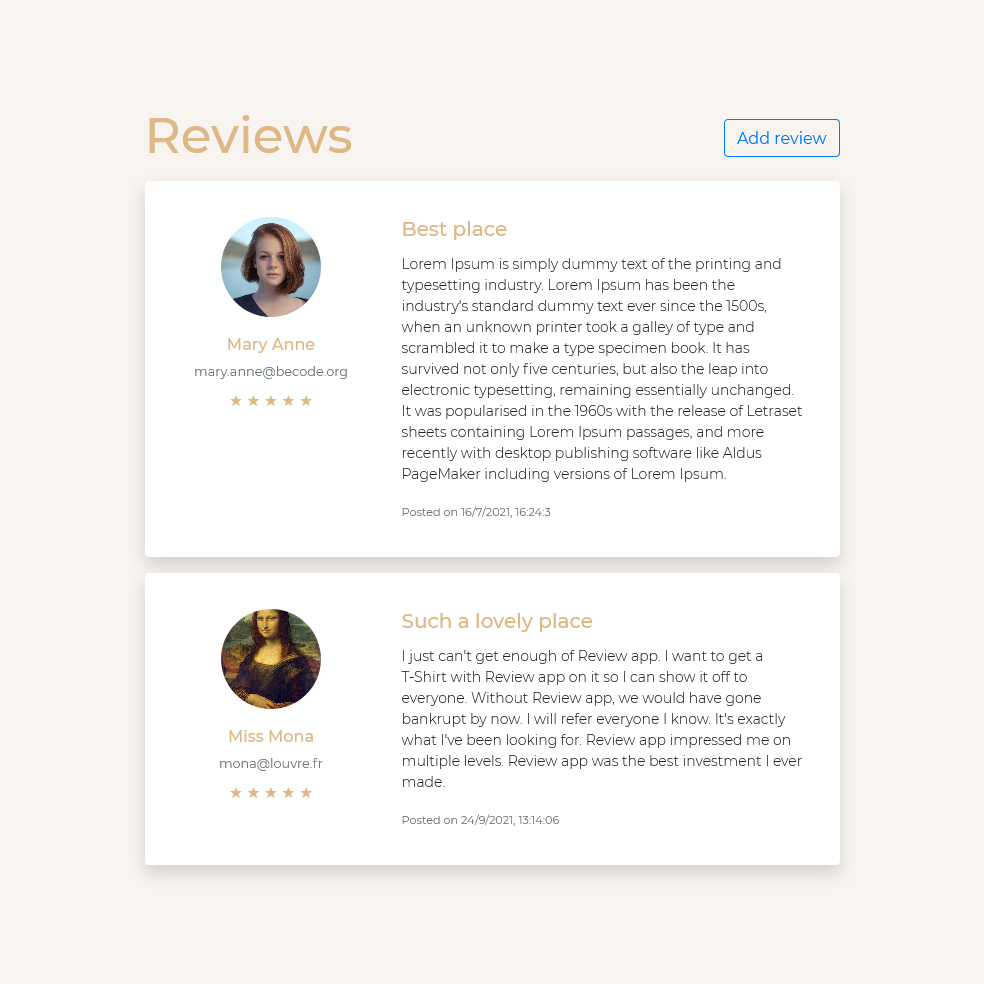 Reviews
Add review
Mary Anne
mary.anne@becode.org
★ ★ ★ ★ ★
Best place
Lorem Ipsum is simply dummy text of the printing and
typesetting industry. Lorem Ipsum has been the
industry's standard dummy text ever since the 1500s,
when an unknown printer took a galley of type and
scrambled it to make a type specimen book. It has
survived not only five centuries, but also the leap into
electronic typesetting, remaining essentially unchanged.
It was popularised in the 1960s with the release of Letraset
sheets containing Lorem Ipsum passages, and more
recently with desktop publishing software like Aldus
PageMaker including versions of Lorem Ipsum.
Posted on 16/7/2021, 16:24:3
Miss Mona
mona@louvre.fr
★ ★ ★ ★ ★
Such a lovely place
I just can't get enough of Review app. I want to get a
T-Shirt with Review app on it so I can show it off to
everyone. Without Review app, we would have gone
bankrupt by now. I will refer everyone I know. It's exactly
what I've been looking for. Review app impressed me on
multiple levels. Review app was the best investment I ever
made.
Posted on 24/9/2021, 13:14:06